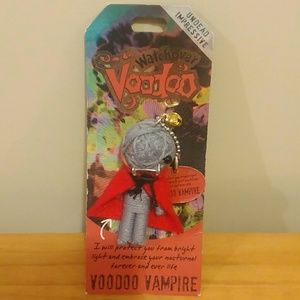 UNDEAD
IMPRESSIVE
Watchover
Voodoo
VAMPIRE
I will protect you from bright
light and embrace your nocturnal
forever and ever life
VOODOO VAMPIRE